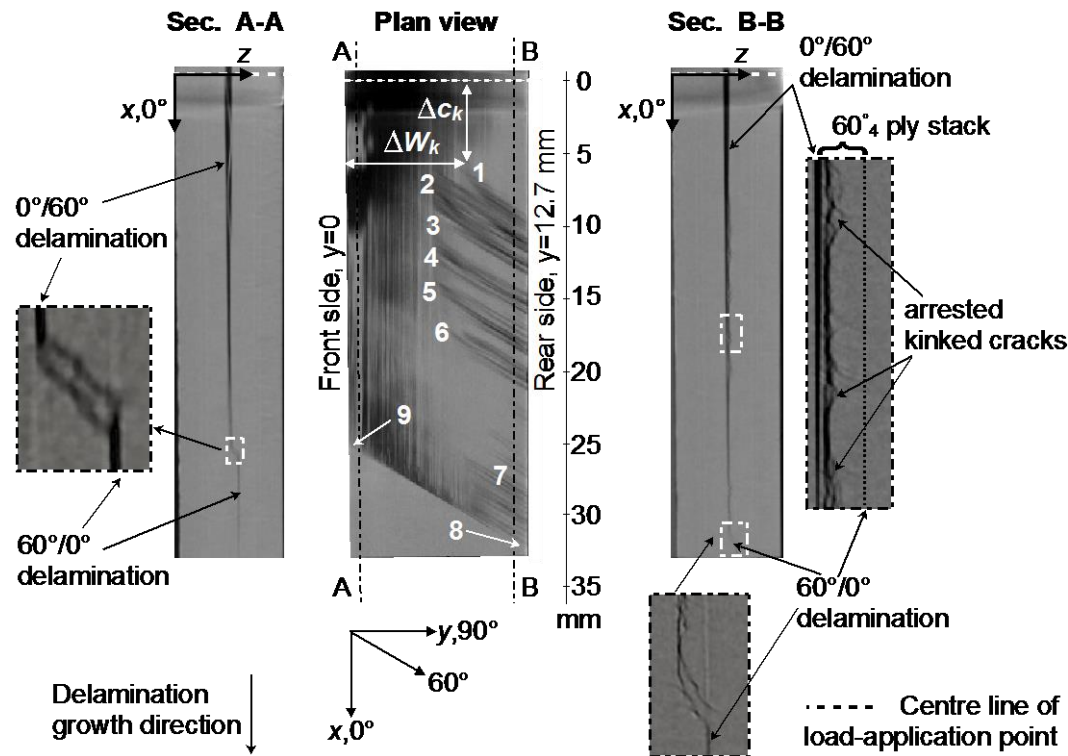 Sec. A-A
Plan view
Sec. B-B
A
B
z
x,0°
Δcₖ
ΔWₖ
1
2
3
4
5
6
7
8
9
Front side, y=0
Rear side, y=12.7 mm
0
5
10
15
20
25
30
35
mm
A
B
0°/60°
delamination
60°/0°
delamination
z
x,0°
0°/60°
delamination
60°₄ ply stack
arrested
kinked cracks
60°/0°
delamination
y,90°
60°
x,0°
Delamination
growth direction
Centre line of
load-application point